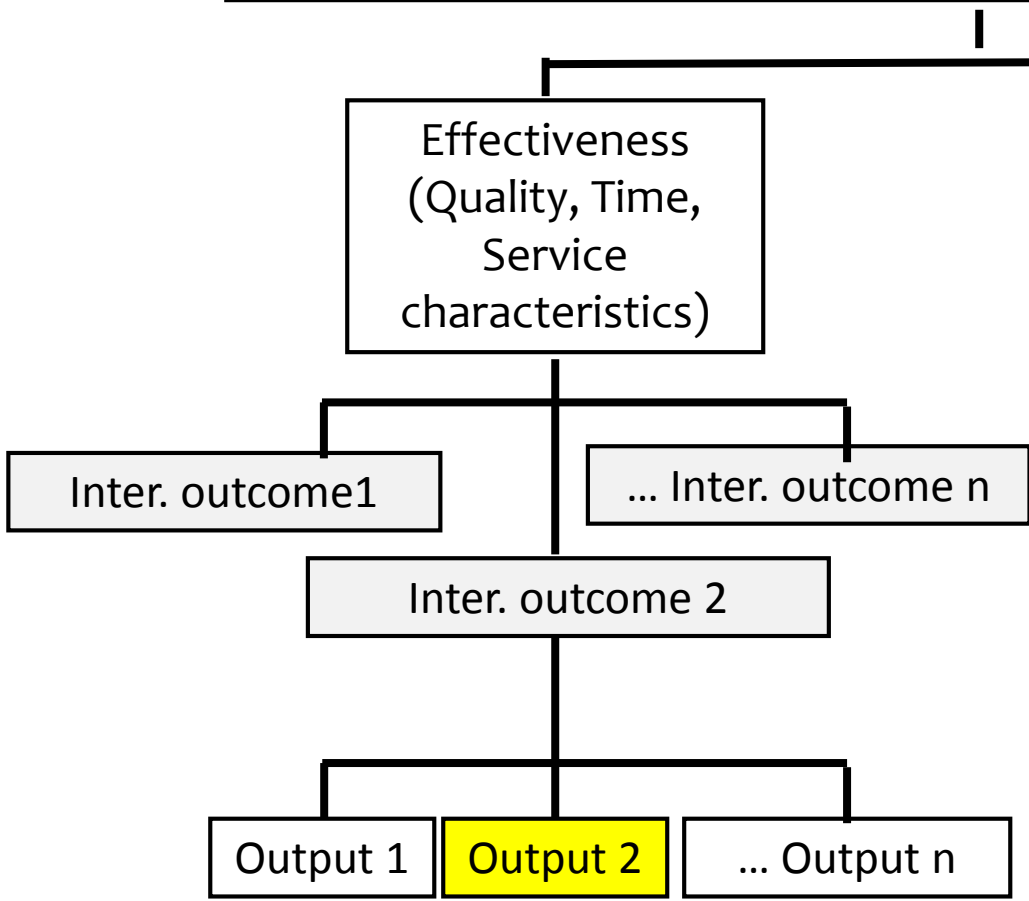 Effectiveness
(Quality, Time,
Service
characteristics)
Inter. outcome1
... Inter. outcome n
Inter. outcome 2
Output 1
Output 2
... Output n